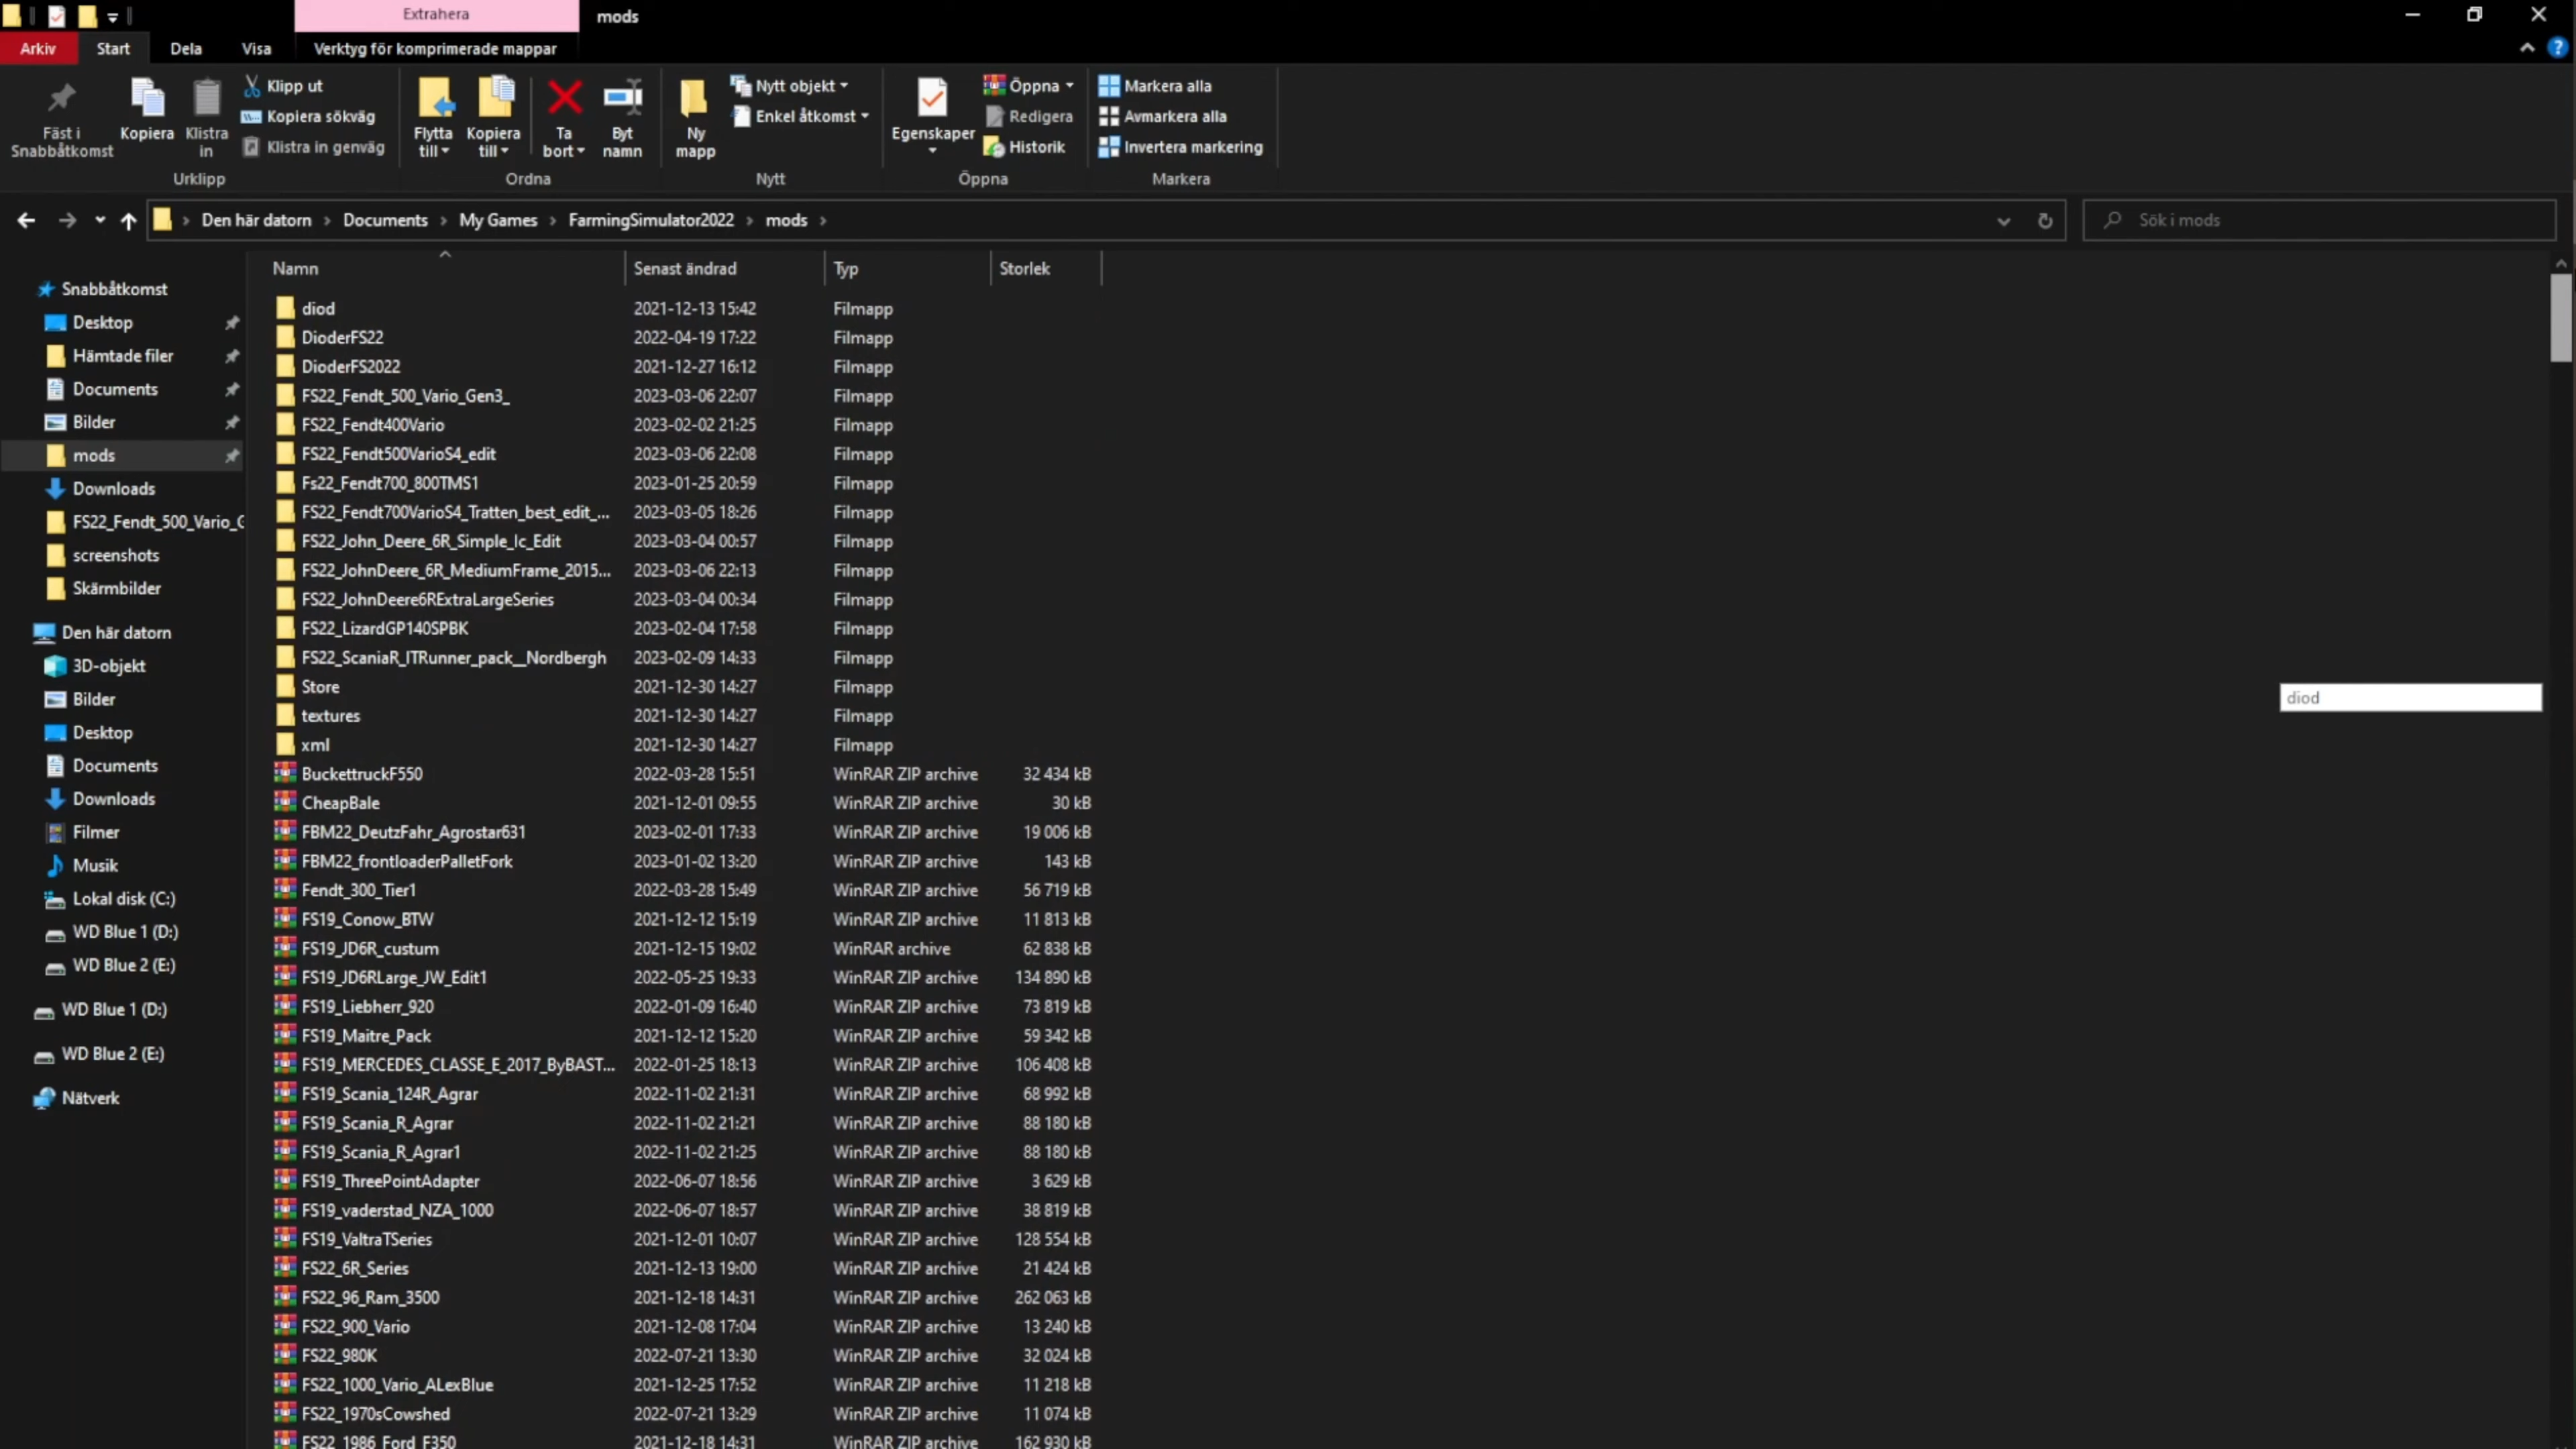 Extrahera
mods
Arkiv
Start
Dela
Visa
Verktyg för komprimerade mappar
Fäst i
Snabbåtkomst
Kopiera
Klistra
in
Klipp ut
Kopiera sökväg
Klistra in genväg
Urklipp
Flytta
till
Kopiera
till
Ta
bort
Byt
namn
Ordna
Ny
mapp
Nytt objekt
Enkel åtkomst
Nytt
Egenskaper
Öppna
Redigera
Historik
Öppna
Markera alla
Avmarkera alla
Invertera markering
Markera
Den här datorn
Documents
My Games
FarmingSimulator2022
mods
Sök i mods
Snabbåtkomst
Desktop
Hämtade filer
Documents
Bilder
mods
Downloads
FS22_Fendt_500_Vario_G
screenshots
Skärmbilder
Den här datorn
3D-objekt
Bilder
Desktop
Documents
Downloads
Filmer
Musik
Lokal disk (C:)
WD Blue 1 (D:)
WD Blue 2 (E:)
WD Blue 1 (D:)
WD Blue 2 (E:)
Nätverk
Namn Senast ändrad Typ Storlek
diod 2021-12-13 15:42 Filmapp
DioderFS22 2022-04-19 17:22 Filmapp
DioderFS2022 2021-12-27 16:12 Filmapp
FS22_Fendt_500_Vario_Gen3_ 2023-03-06 22:07 Filmapp
FS22_Fendt400Vario 2023-02-02 21:25 Filmapp
FS22_Fendt500VarioS4_edit 2023-03-06 22:08 Filmapp
Fs22_Fendt700_800TMS1 2023-01-25 20:59 Filmapp
FS22_Fendt700VarioS4_Tratten_best_edit_... 2023-03-05 18:26 Filmapp
FS22_John_Deere_6R_Simple_Ic_Edit 2023-03-04 00:57 Filmapp
FS22_JohnDeere_6R_MediumFrame_2015... 2023-03-06 22:13 Filmapp
FS22_JohnDeere6RExtraLargeSeries 2023-03-04 00:34 Filmapp
FS22_LizardGP140SPBK 2023-02-04 17:58 Filmapp
FS22_ScaniaR_ITRunner_pack__Nordbergh 2023-02-09 14:33 Filmapp
Store 2021-12-30 14:27 Filmapp
textures 2021-12-30 14:27 Filmapp
xml 2021-12-30 14:27 Filmapp
BuckettruckF550 2022-03-28 15:51 WinRAR ZIP archive 32 434 kB
CheapBale 2021-12-01 09:55 WinRAR ZIP archive 30 kB
FBM22_DeutzFahr_Agrostar631 2023-02-01 17:33 WinRAR ZIP archive 19 006 kB
FBM22_frontloaderPalletFork 2023-01-02 13:20 WinRAR ZIP archive 143 kB
Fendt_300_Tier1 2022-03-28 15:49 WinRAR ZIP archive 56 719 kB
FS19_Conow_BTW 2021-12-12 15:19 WinRAR ZIP archive 11 813 kB
FS19_JD6R_custum 2021-12-15 19:02 WinRAR archive 62 838 kB
FS19_JD6RLarge_JW_Edit1 2022-05-25 19:33 WinRAR ZIP archive 134 890 kB
FS19_Liebherr_920 2022-01-09 16:40 WinRAR ZIP archive 73 819 kB
FS19_Maitre_Pack 2021-12-12 15:20 WinRAR ZIP archive 59 342 kB
FS19_MERCEDES_CLASSE_E_2017_ByBAST... 2022-01-25 18:13 WinRAR ZIP archive 106 408 kB
FS19_Scania_124R_Agrar 2022-11-02 21:31 WinRAR ZIP archive 68 992 kB
FS19_Scania_R_Agrar 2022-11-02 21:21 WinRAR ZIP archive 88 180 kB
FS19_Scania_R_Agrar1 2022-11-02 21:25 WinRAR ZIP archive 88 180 kB
FS19_ThreePointAdapter 2022-06-07 18:56 WinRAR ZIP archive 3 629 kB
FS19_vaderstad_NZA_1000 2022-06-07 18:57 WinRAR ZIP archive 38 819 kB
FS19_ValtraTSeries 2021-12-01 10:07 WinRAR ZIP archive 128 554 kB
FS22_6R_Series 2021-12-13 19:00 WinRAR ZIP archive 21 424 kB
FS22_96_Ram_3500 2021-12-18 14:31 WinRAR ZIP archive 262 063 kB
FS22_900_Vario 2021-12-08 17:04 WinRAR ZIP archive 13 240 kB
FS22_980K 2022-07-21 13:30 WinRAR ZIP archive 32 024 kB
FS22_1000_Vario_ALexBlue 2021-12-25 17:52 WinRAR ZIP archive 11 218 kB
FS22_1970sCowshed 2022-07-21 13:29 WinRAR ZIP archive 11 074 kB
FS22_1986_Ford_F350 2021-12-18 14:31 WinRAR ZIP archive 162 930 kB
diod